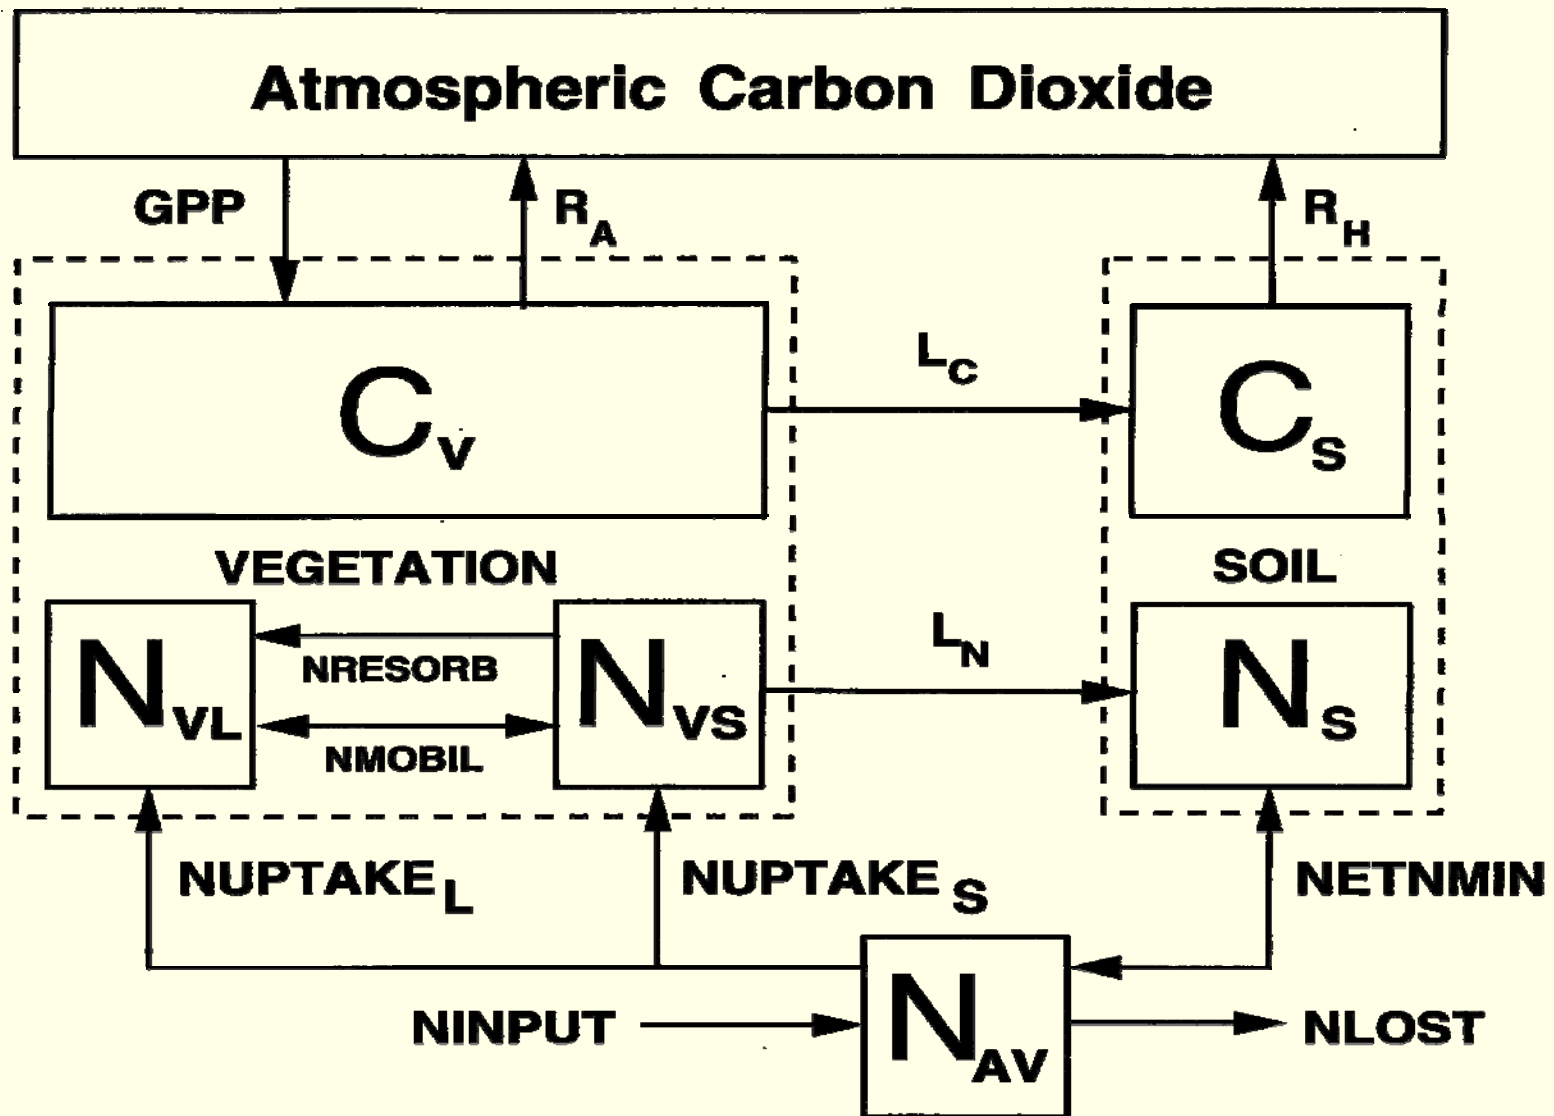 Atmospheric Carbon Dioxide
GPP
RA
RH
CV
LC
CS
VEGETATION
SOIL
NVL
NRESORB
NMOBIL
NVS
LN
NS
NUPTAKEL
NUPTAKES
NETNMIN
NINPUT
NAV
NLOST